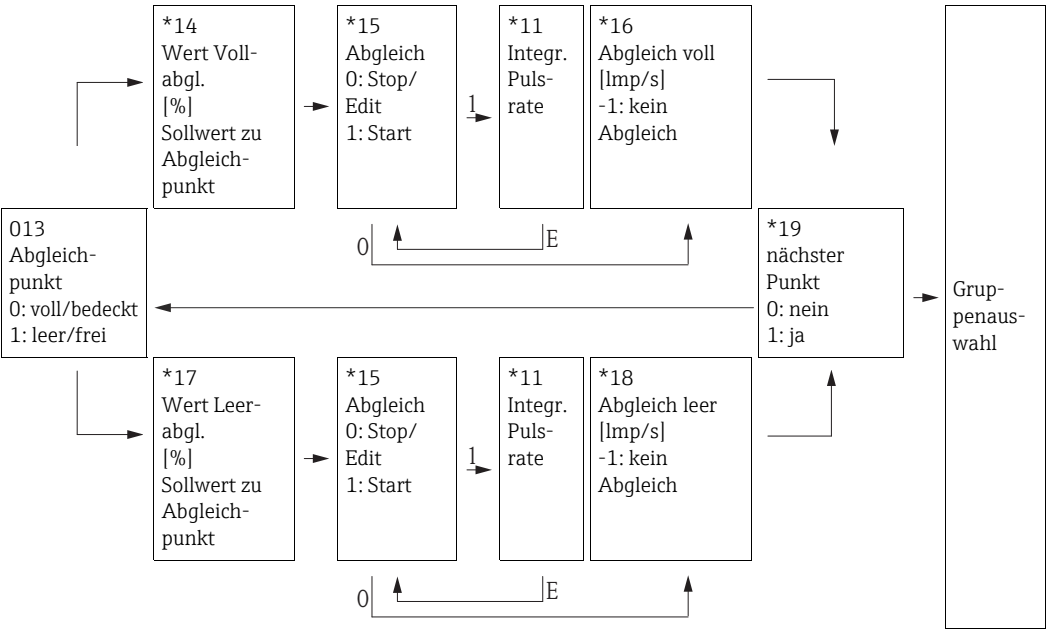 *14
Wert Voll-
abgl.
[%]
Sollwert zu
Abgleich-
punkt
*15
Abgleich
0: Stop/
Edit
1: Start
1
*11
Integr.
Puls-
rate
*16
Abgleich voll
[lmp/s]
-1: kein
Abgleich
0
E
013
Abgleich-
punkt
0: voll/bedeckt
1: leer/frei
*19
nächster
Punkt
0: nein
1: ja
Grup-
penaus-
wahl
*17
Wert Leer-
abgl.
[%]
Sollwert zu
Abgleich-
punkt
*15
Abgleich
0: Stop/
Edit
1: Start
1
*11
Integr.
Puls-
rate
*18
Abgleich leer
[lmp/s]
-1: kein
Abgleich
0
E